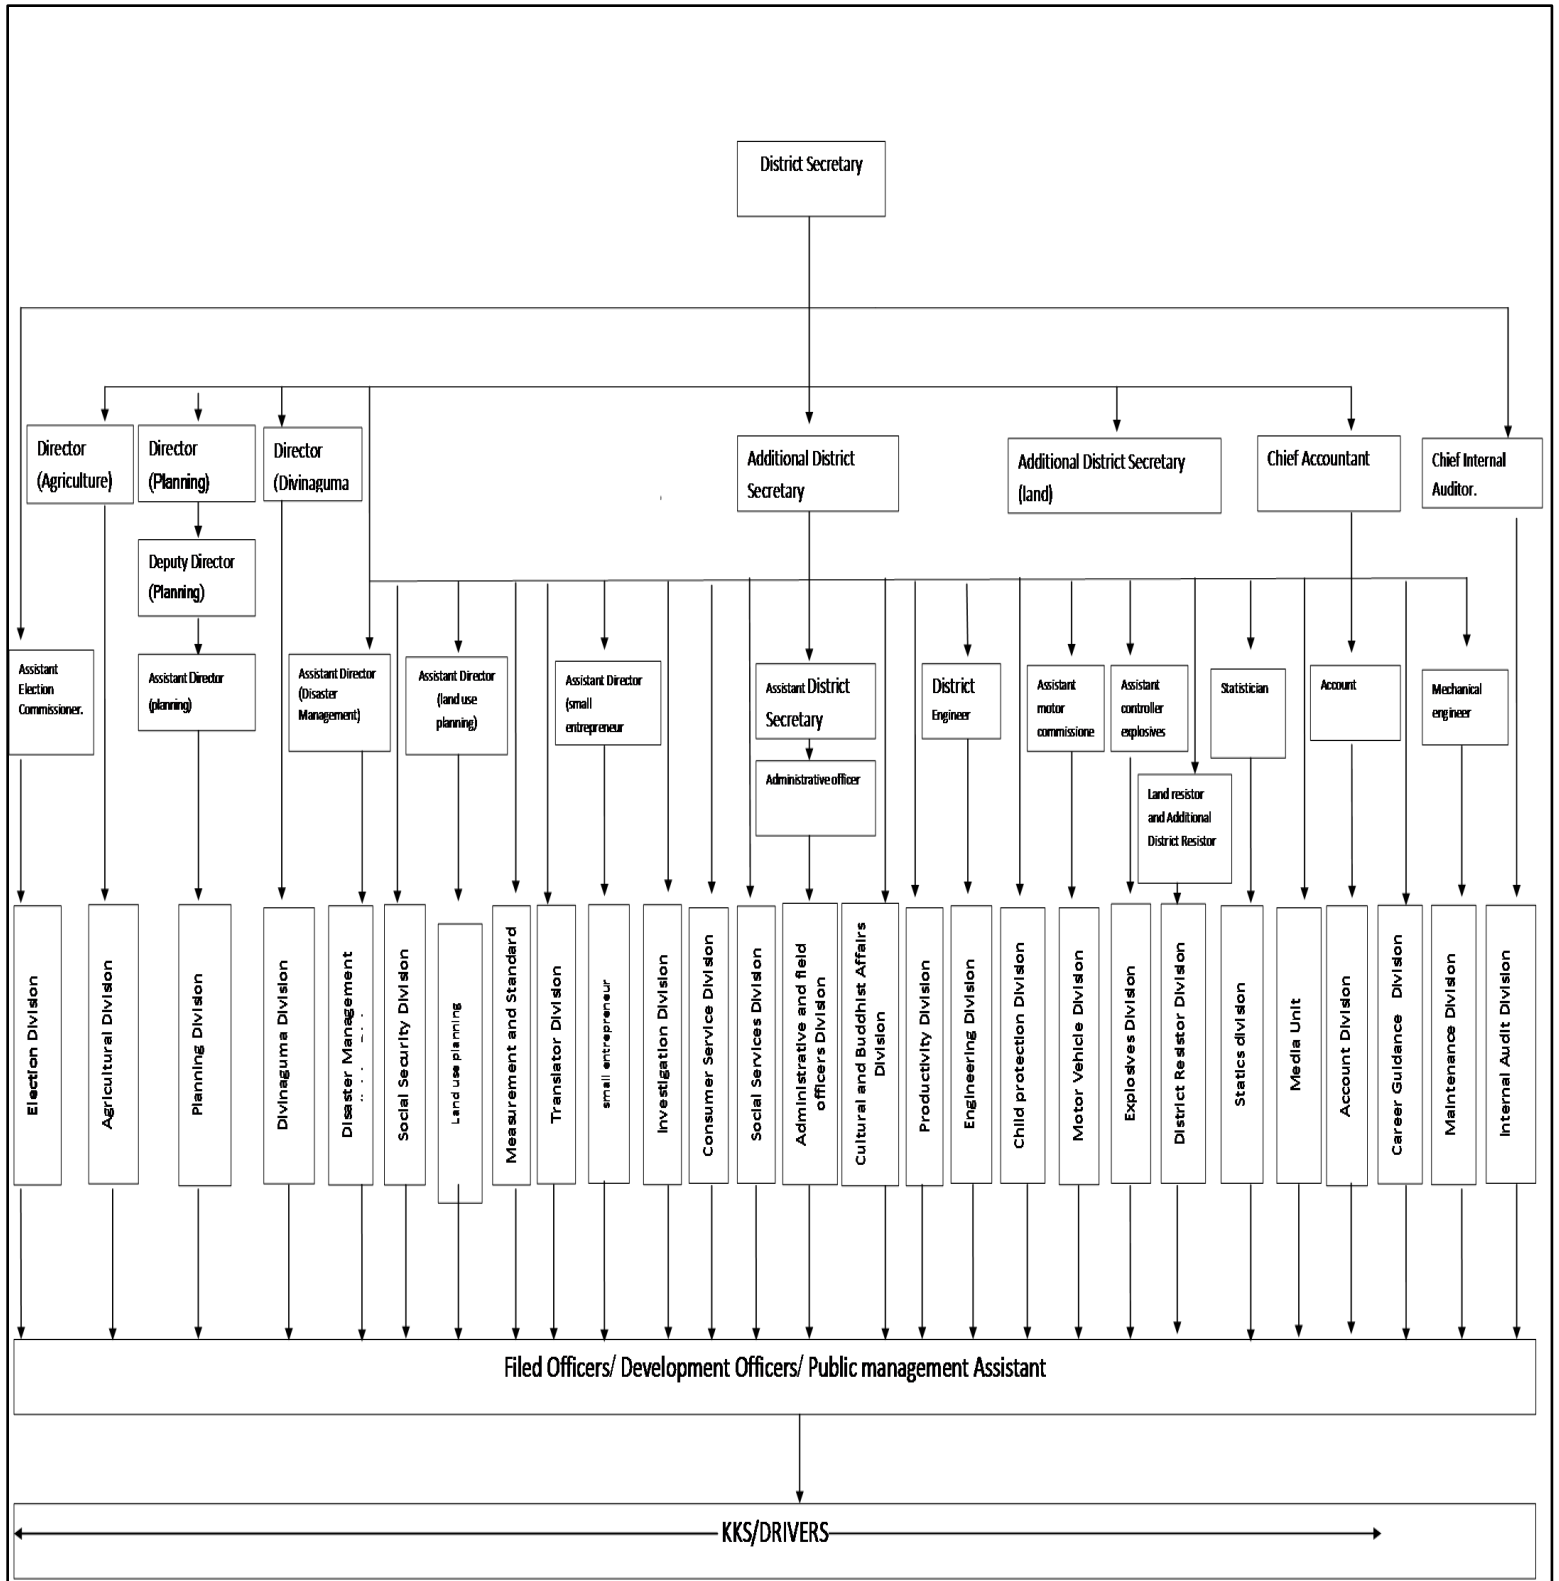 District Secretary
Director
(Agriculture)
Director
(Planning)
Director
(Divinaguma
Additional District
Secretary
Additional District Secretary
(land)
Chief Accountant
Chief Internal
Auditor.
Deputy Director
(Planning)
Assistant
Election
Commissioner.
Assistant Director
(planning)
Assistant Director
(Disaster
Management)
Assistant Director
(land use
planning)
Assistant Director
(small
entrepreneur
Assistant District
Secretary
District
Engineer
Assistant
motor
commissione
Assistant
controller
explosives
Statistician
Account
Mechanical
engineer
Administrative officer
Land resistor
and Additional
District Resistor
Election Division
Agricultural Division
Planning Division
Divinaguma Division
Disaster Management
Social Security Division
Land use planning
Measurement and Standard
Translator Division
small entrepreneur
Investigation Division
Consumer Service Division
Social Services Division
Administrative and field
officers Division
Cultural and Buddhist Affairs
Division
Productivity Division
Engineering Division
Child protection Division
Motor Vehicle Division
Explosives Division
District Resistor Division
Statics division
Media Unit
Account Division
Career Guidance Division
Maintenance Division
Internal Audit Division
Filed Officers/ Development Officers/ Public management Assistant
KKS/DRIVERS